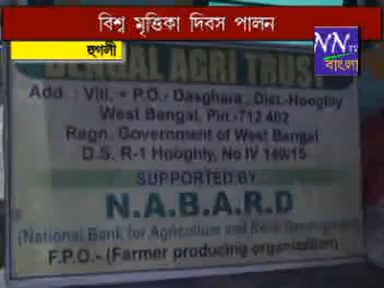 বিশ্ব মৃত্তিকা দিবস পালন
NNTV
বাংলা
হুগলী
BENGAL AGRI TRUST
Add. : Vill. + P.O.- Dasghara, Dist.-Hooghly
West Bengal, Pin.-712 402
Regn. Government of West Bengal
D.S. R-1 Hooghly, No IV 140/15
SUPPORTED BY
N.A.B.A.R.D
(National Bank for Agriculture and Rural Development)
F.P.O.- (Farmer producing organization)